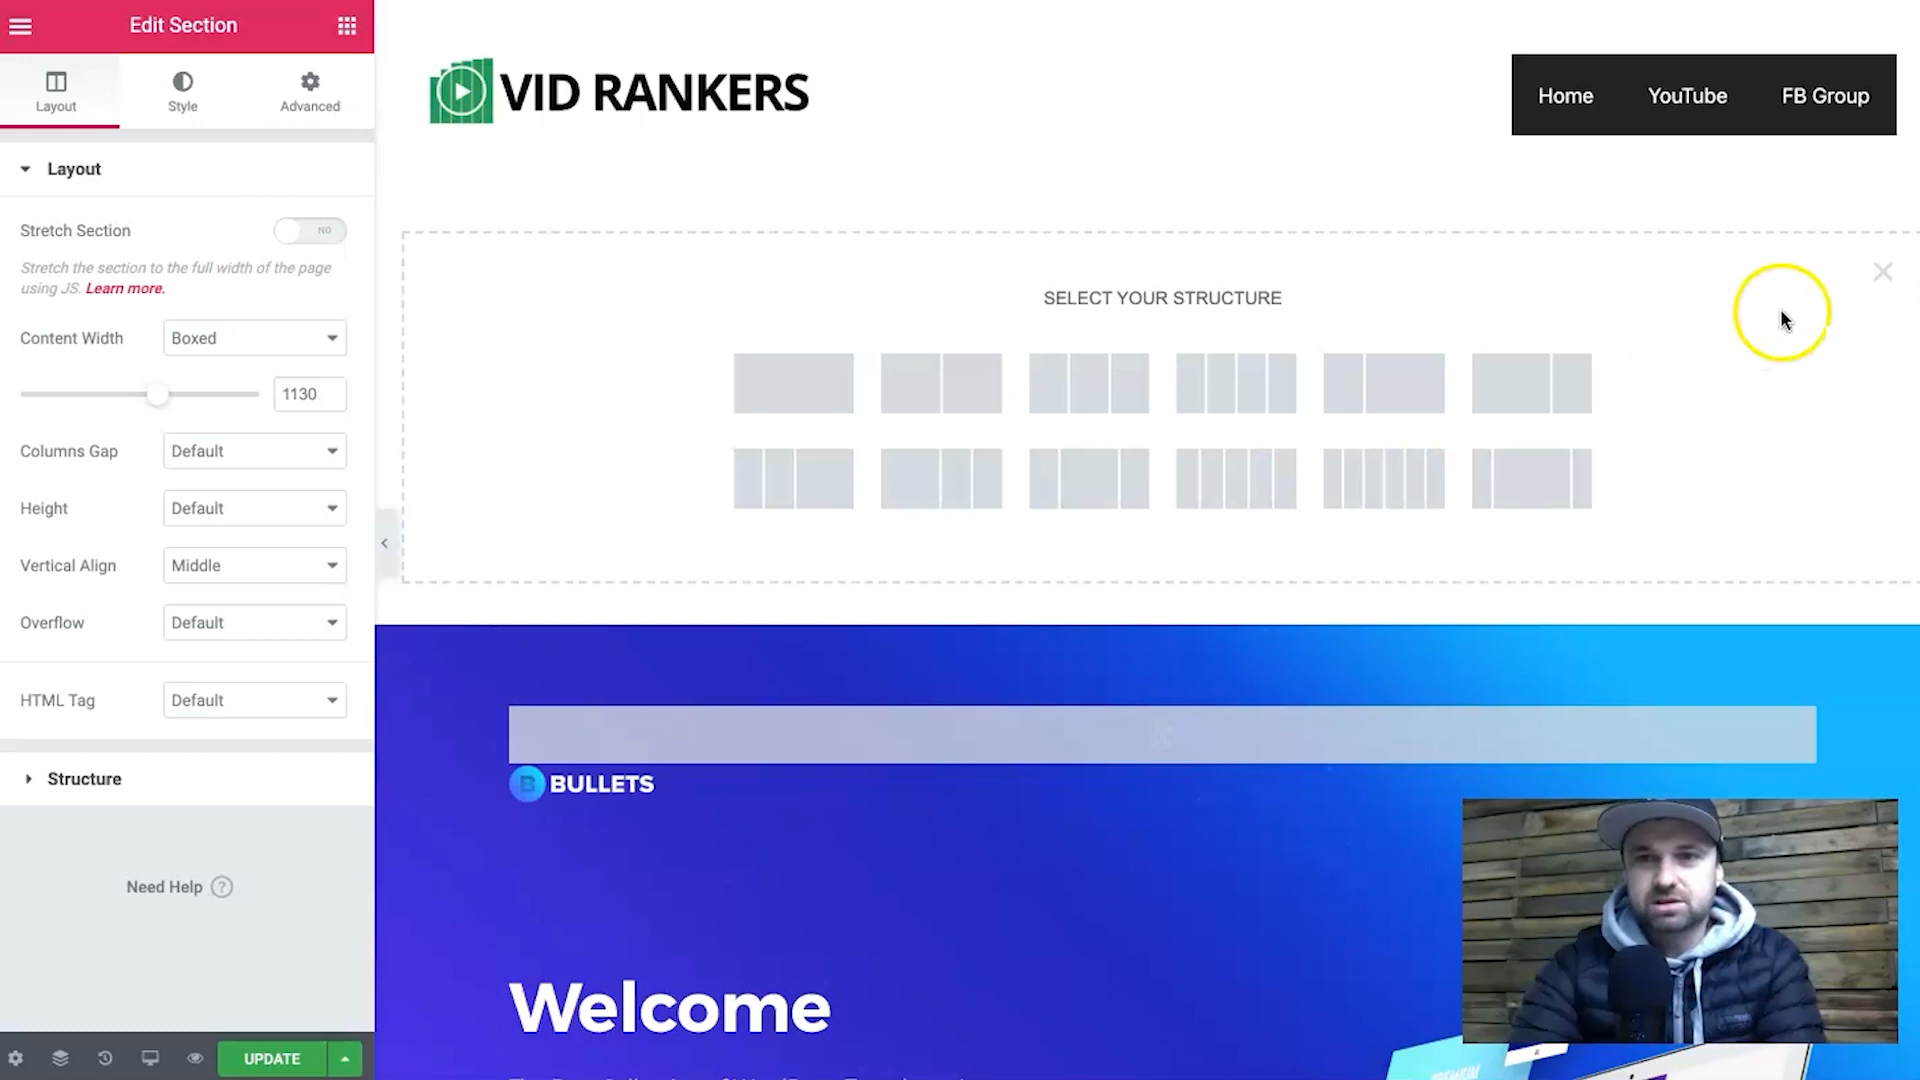 Edit Section
Layout
Style
Advanced
Layout
Stretch Section
NO
Stretch the section to the full width of the page
using JS. Learn more.
Content Width
Boxed
1130
Columns Gap
Default
Height
Default
Vertical Align
Middle
Overflow
Default
HTML Tag
Default
Structure
Need Help ?
UPDATE
VID RANKERS
Home
YouTube
FB Group
SELECT YOUR STRUCTURE
B BULLETS
Welcome
PREMIUM